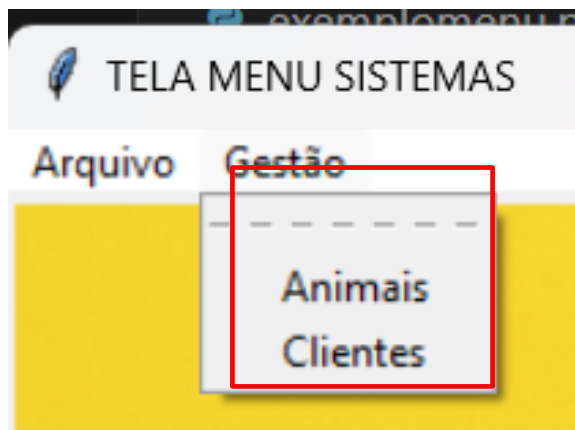 exemplomenu.p
TELA MENU SISTEMAS
Arquivo Gestão
Animais
Clientes